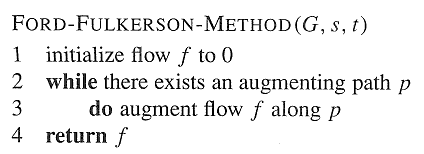 FORD-FULKERSON-METHOD(G, s, t)
1 initialize flow f to 0
2 while there exists an augmenting path p
3 do augment flow f along p
4 return f